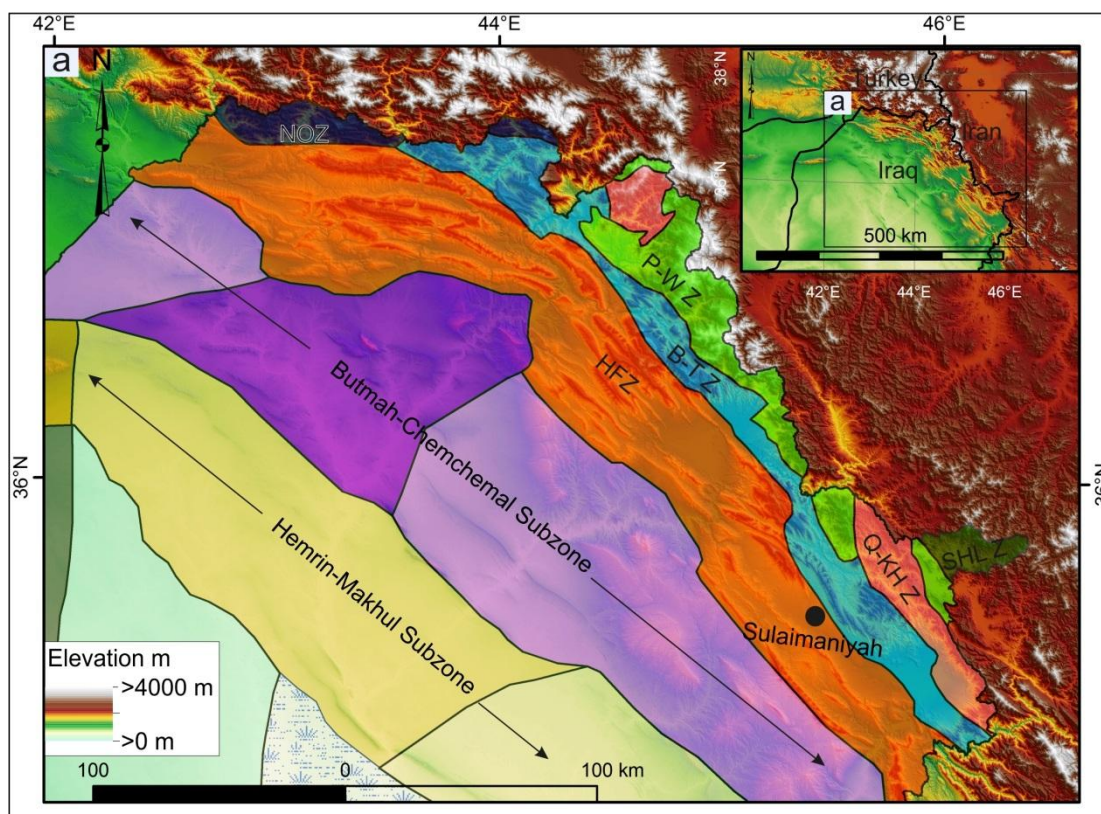 42°E
44°E
46°E
a
N
38°N
NOZ
N
Turkey
a
Iran
Iraq
500 km
42°E
44°E
46°E
P-W Z
B-T Z
HFZ
Butmah-Chemchemal Subzone
36°N
36°N
Hemrin-Makhul Subzone
Q-KH Z
SHL Z
Sulaimaniyah
Elevation m
>4000 m
>0 m
100
0
100 km